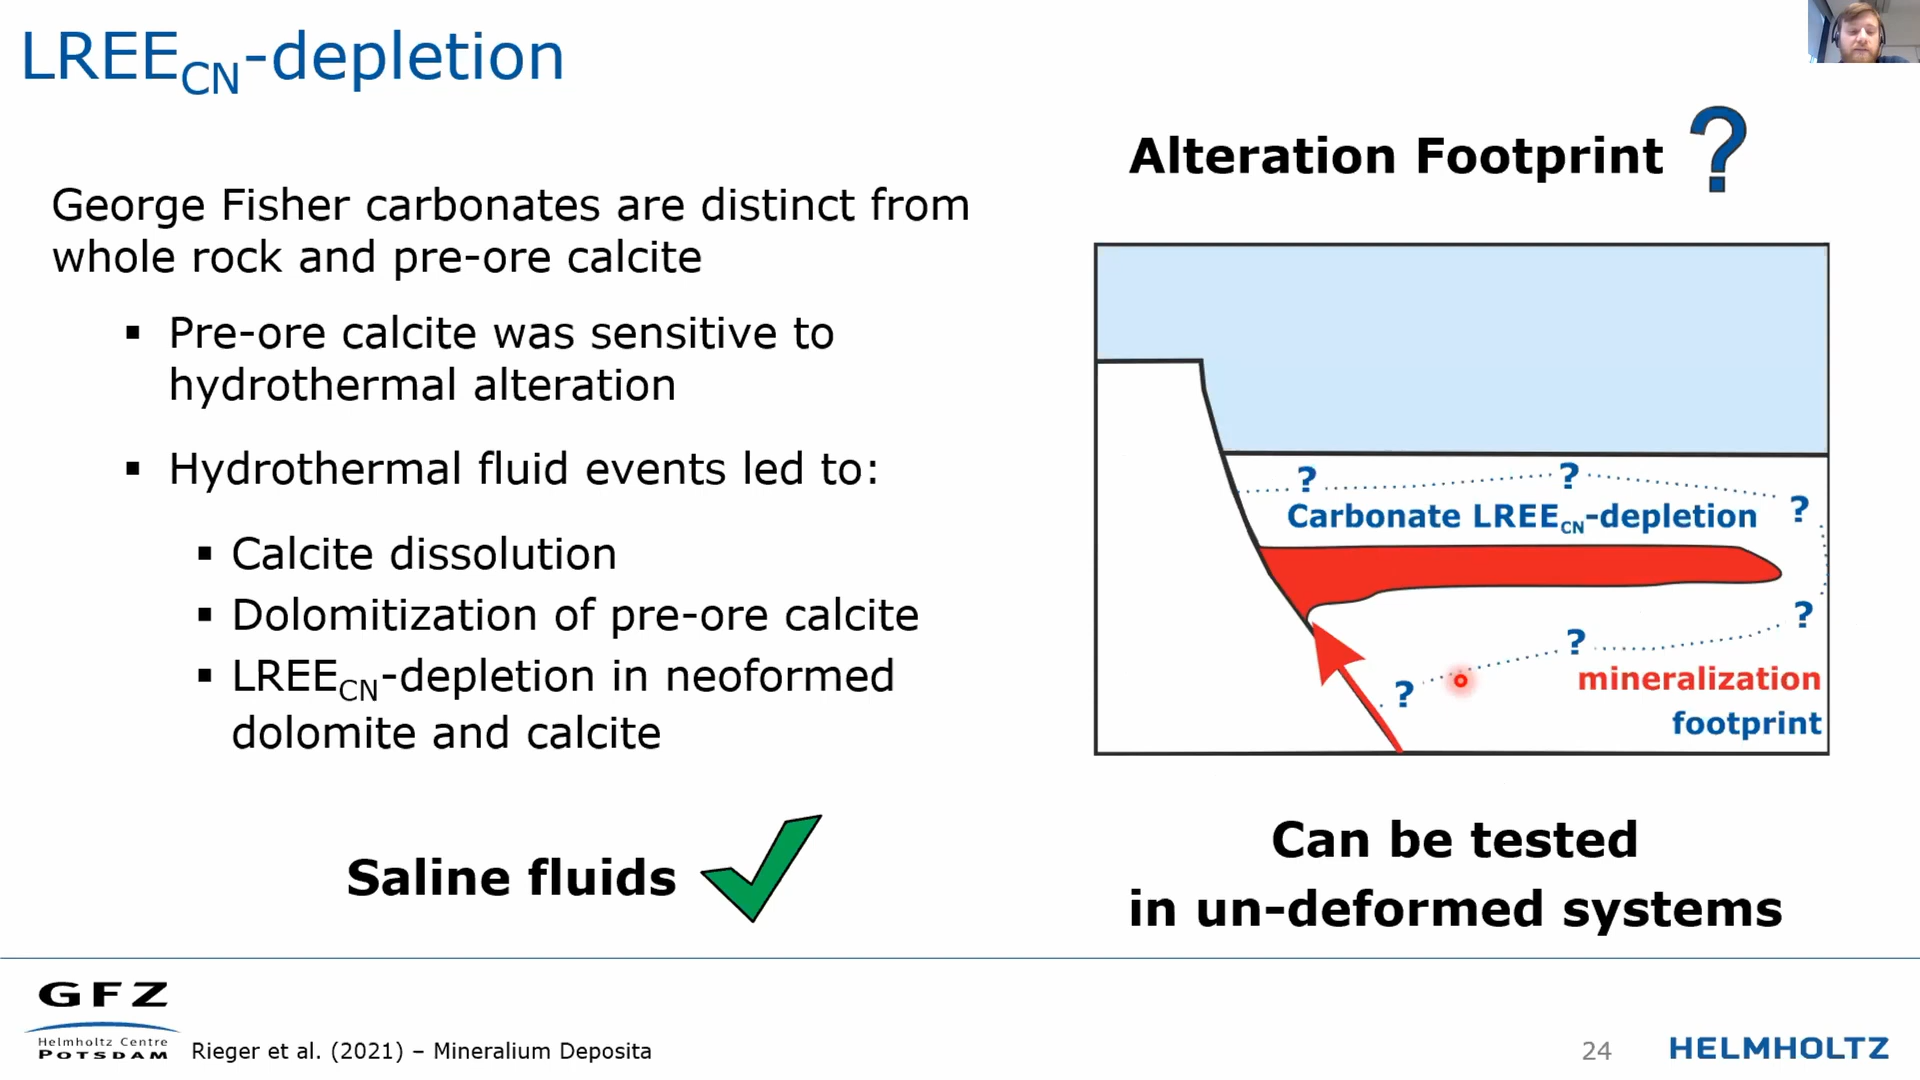 LREECN-depletion
George Fisher carbonates are distinct from
whole rock and pre-ore calcite
▪ Pre-ore calcite was sensitive to
hydrothermal alteration
▪ Hydrothermal fluid events led to:
▪ Calcite dissolution
▪ Dolomitization of pre-ore calcite
▪ LREECN-depletion in neoformed
dolomite and calcite
Saline fluids
Alteration Footprint ?
? ? ?
Carbonate LREECN-depletion
?
?
?
mineralization
footprint
Can be tested
in un-deformed systems
GFZ
Helmholtz Centre
POTSDAM
Rieger et al. (2021) – Mineralium Deposita
24
HELMHOLTZ